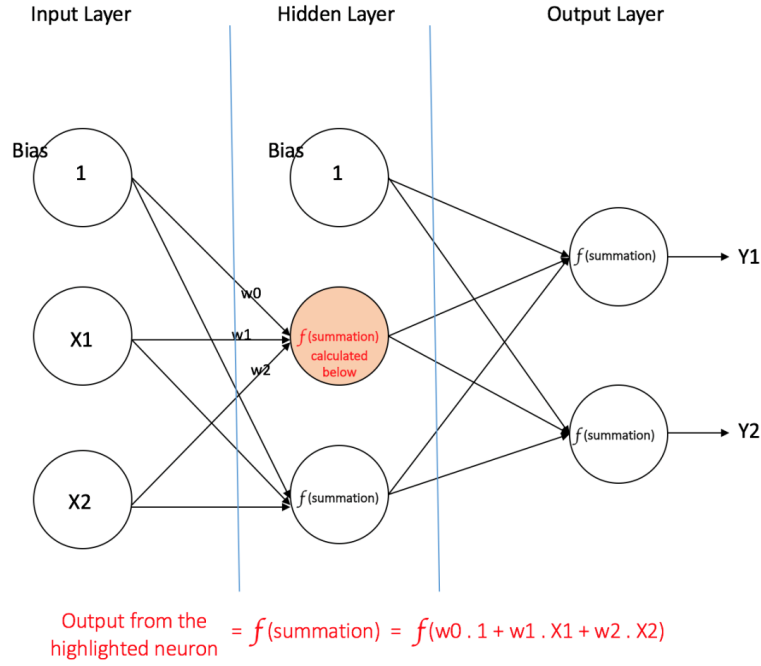 Input Layer
Hidden Layer
Output Layer
Bias
1
Bias
1
f(summation)
Y1
w0
X1
w1
f(summation)
calculated
below
w2
f(summation)
Y2
X2
f(summation)
Output from the
highlighted neuron
= f(summation) = f(w0 . 1 + w1 . X1 + w2 . X2)